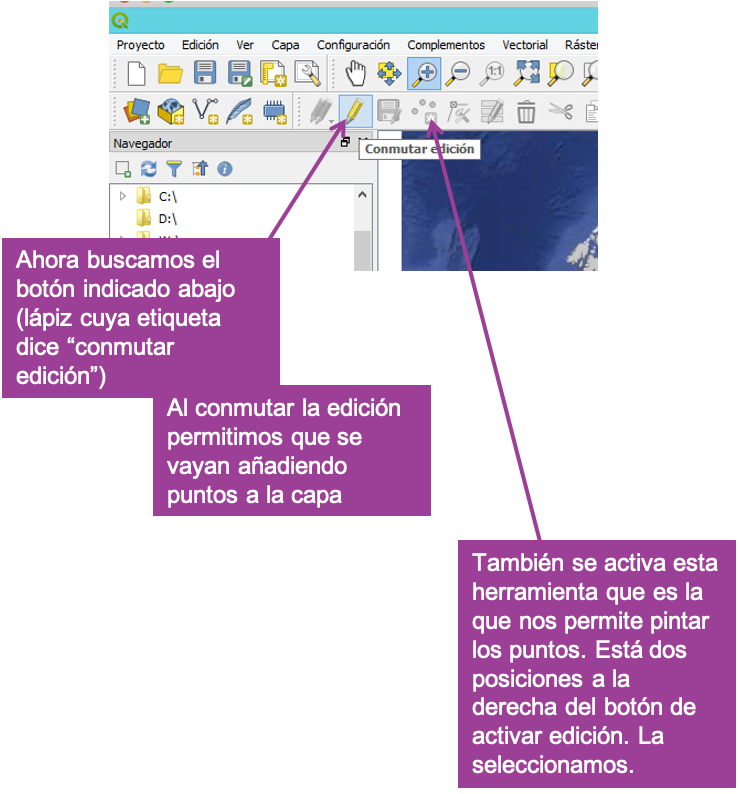 Proyecto Edición Ver Capa Configuración Complementos Vectorial Ráster
1:1
Navegador
Conmutar edición
C:\
D:\
Ahora buscamos el
botón indicado abajo
(lápiz cuya etiqueta
dice “conmutar
edición”)
Al conmutar la edición
permitimos que se
vayan añadiendo
puntos a la capa
También se activa esta
herramienta que es la
que nos permite pintar
los puntos. Está dos
posiciones a la
derecha del botón de
activar edición. La
seleccionamos.